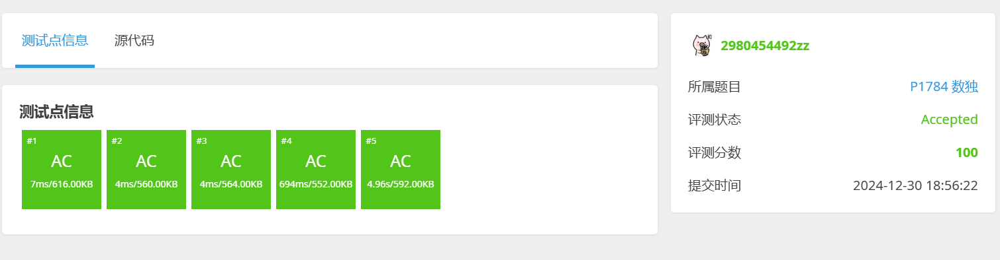 测试点信息 源代码
测试点信息
#1 #2 #3 #4 #5
AC AC AC AC AC
7ms/616.00KB 4ms/560.00KB 4ms/564.00KB 694ms/552.00KB 4.96s/592.00KB
2980454492zz
所属题目 P1784 数独
评测状态 Accepted
评测分数 100
提交时间 2024-12-30 18:56:22